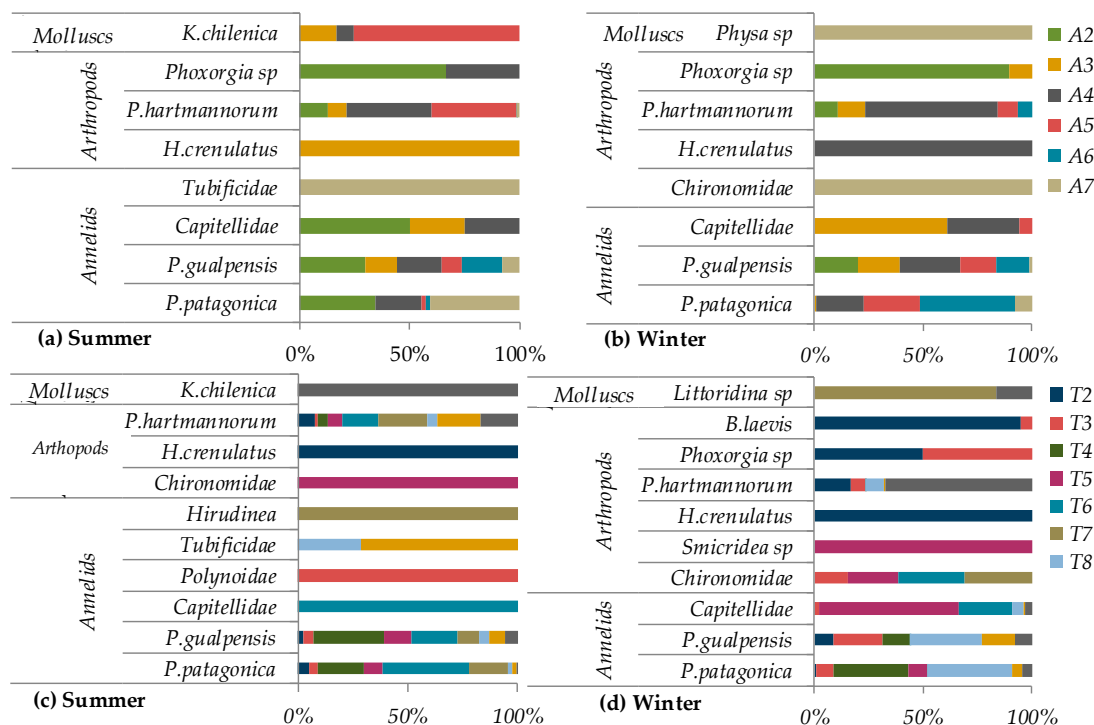 Molluscs
K.chilenica
Arthropods
Phoxorgia sp
P.hartmannorum
H.crenulatus
Annelids
Tubificidae
Capitellidae
P.gualpensis
P.patagonica
(a) Summer
0% 50% 100%
Molluscs
Physa sp
Arthropods
Phoxorgia sp
P.hartmannorum
H.crenulatus
Chironomidae
Annelids
Capitellidae
P.gualpensis
P.patagonica
(b) Winter
0% 50% 100%
A2
A3
A4
A5
A6
A7
Molluscs
K.chilenica
Arthopods
P.hartmannorum
H.crenulatus
Chironomidae
Annelids
Hirudinea
Tubificidae
Polynoidae
Capitellidae
P.gualpensis
P.patagonica
(c) Summer
0% 50% 100%
Molluscs
Littoridina sp
Arthropods
B.laevis
Phoxorgia sp
P.hartmannorum
H.crenulatus
Smicridea sp
Chironomidae
Annelids
Capitellidae
P.gualpensis
P.patagonica
(d) Winter
0% 50% 100%
T2
T3
T4
T5
T6
T7
T8